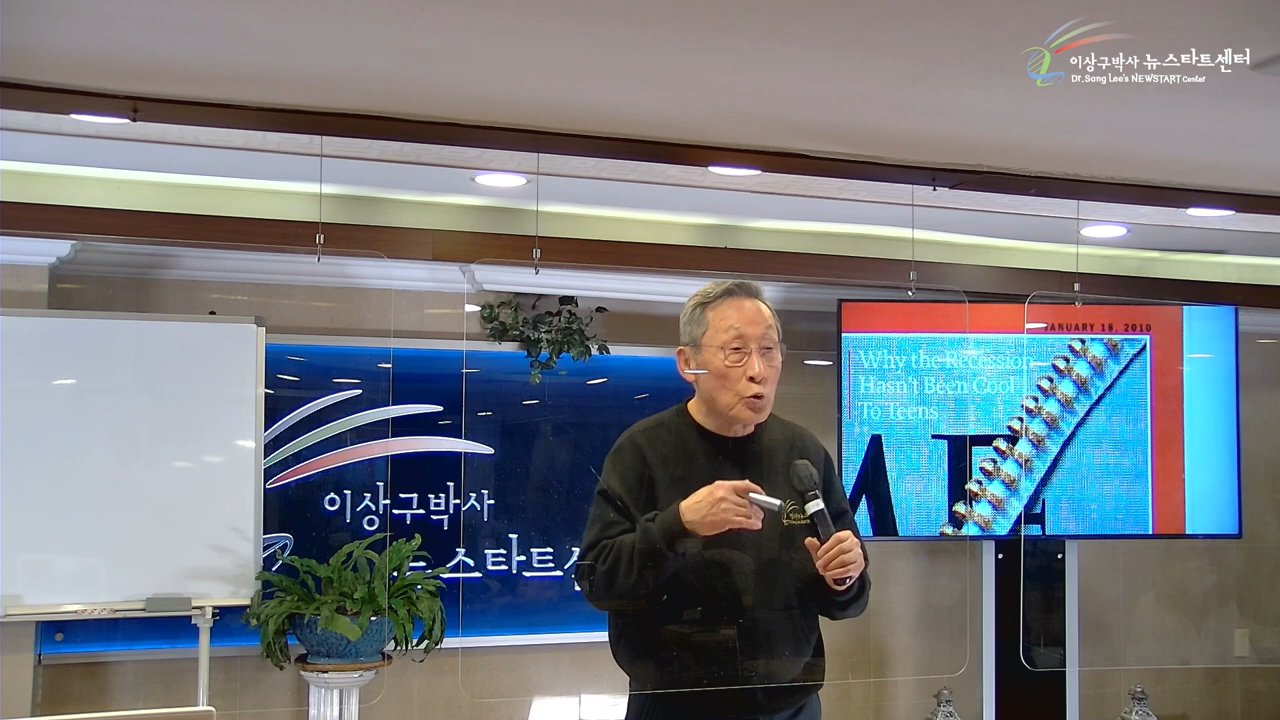 이상구박사 뉴스타트센터
Dr. Sang Lee's NEWSTART Center
JANUARY 18, 2010
Why the Recession
Hasn't Been Cool
To Teens
이상구박사
뉴스타트